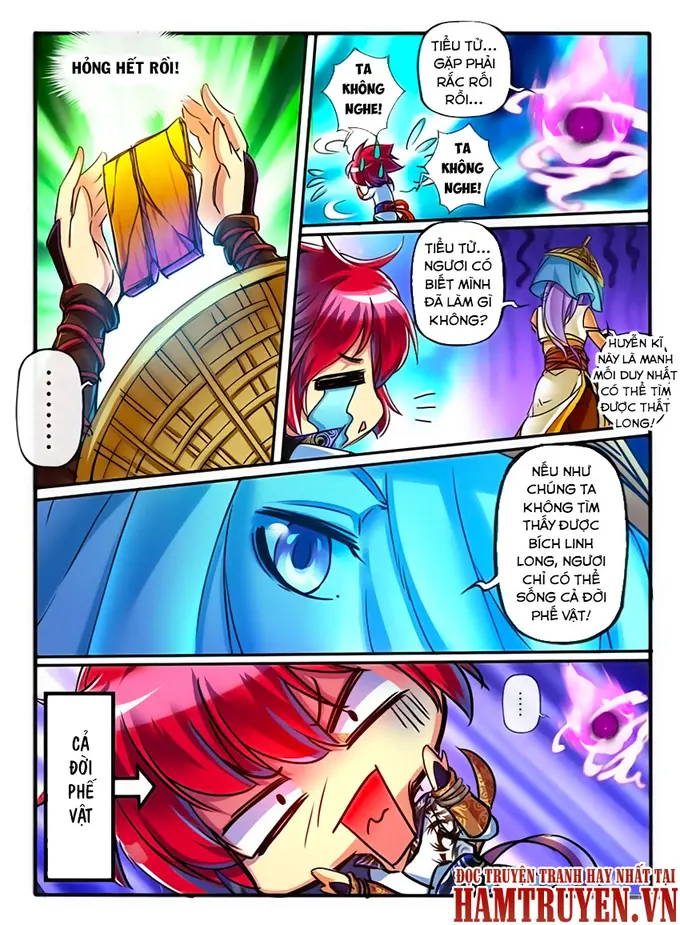 HỎNG HẾT RỒI!
TIỂU TỬ...
GẶP PHẢI
RẮC RỐI
RỒI...
TA
KHÔNG
NGHE!
TA
KHÔNG
NGHE!
TIỂU TỬ...
NGƯƠI CÓ
BIẾT MÌNH
ĐÃ LÀM GÌ
KHÔNG?
HUYỄN KĨ
NÀY LÀ MANH
MỐI DUY NHẤT
CÓ THỂ TÌM
ĐƯỢC THẤT
LONG!
......
NẾU NHƯ
CHÚNG TA
KHÔNG TÌM
THẤY ĐƯỢC
BÍCH LINH
LONG, NGƯƠI
CHỈ CÓ THỂ
SỐNG CẢ ĐỜI
PHẾ VẬT!
...
CẢ
ĐỜI
PHẾ
VẬT
ĐỌC TRUYỆN TRANH HAY NHẤT TẠI
HAMTRUYEN.VN